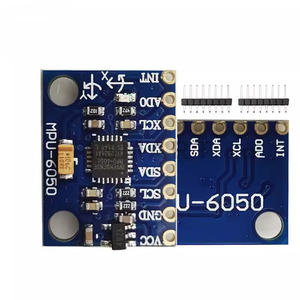 MPU-6050
INT
ADO
XCL
XDA
SDA
SCL
GND
VCC
SDA
XDA
XCL
ADO
INT
U-6050